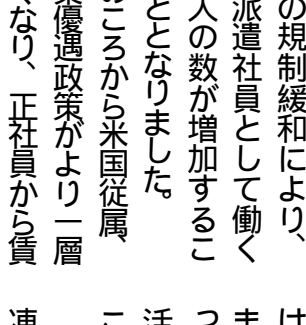 の規制緩和により、
派遣社員として働く
人の数が増加するこ
ととなりました。
のころから米国従属、
業優遇政策がより一層
なり、正社員から賃
け
ま
っ
活
こ
連